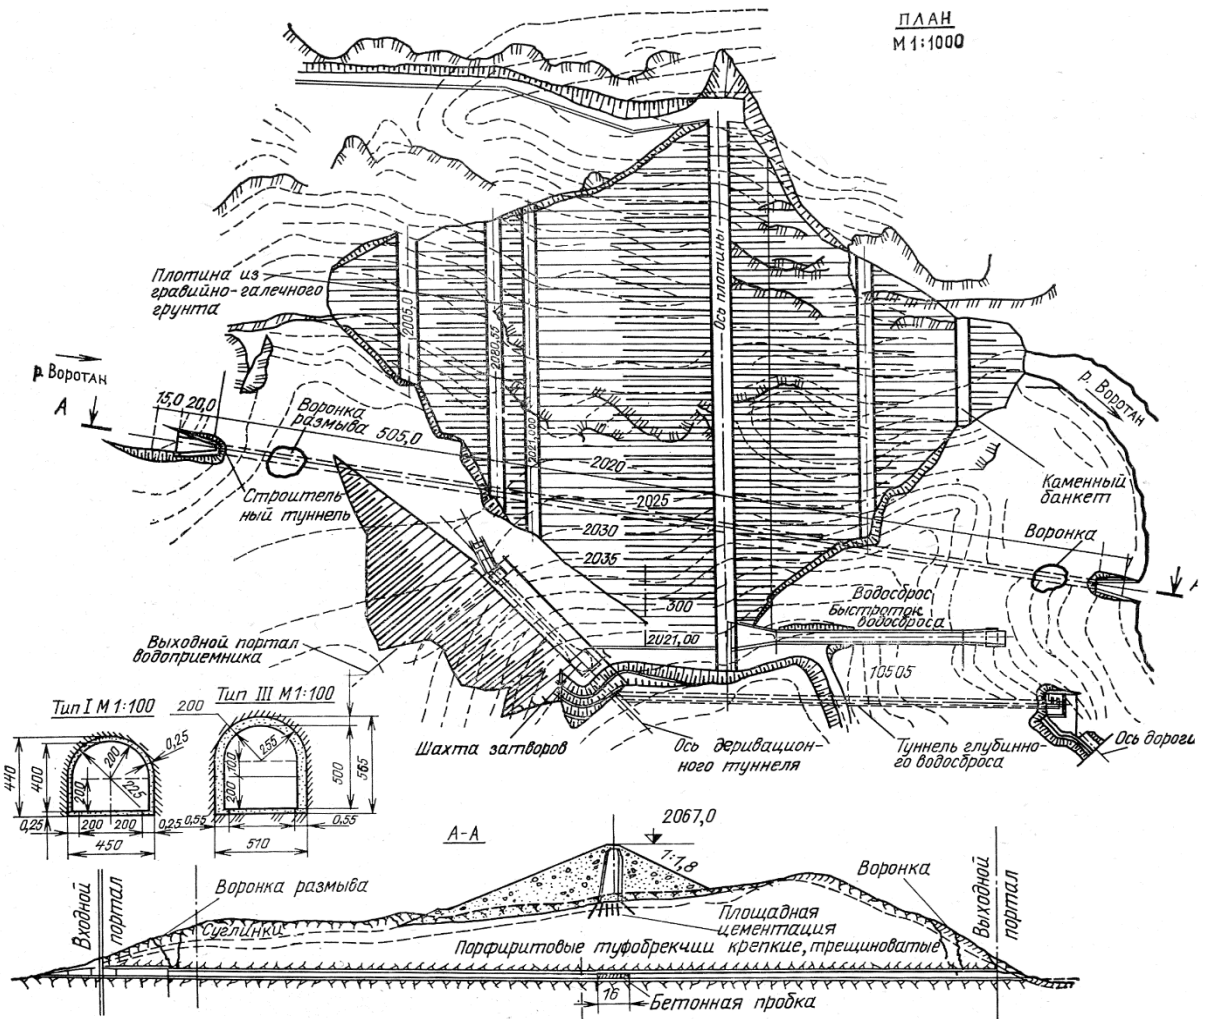 ПЛАН
М 1:1000
Плотина из
гравийно-галечного
грунта
2005,0
2080,55
2051,00
Ось плотины
р. Воротан
р. Воротан
А
15,0
20,0
Воронка
размыва
505,0
Строитель-
ный туннель
2020
2025
2030
2035
300
2021,00
Каменный
банкет
Воронка
А
Водосброс
Быстроток
водосброса
10505
Выходной портал
водоприемника
Шахта затворов
Ось деривацион-
ного туннеля
Туннель глубинно-
го водосброса
Ось дороги
Тип I М 1:100
440
400
200
200
225
0,25
0,25
200
200
0,25
450
Тип III М 1:100
200
255
200
200
500
565
0,55
0,55
510
А-А
2067,0
1:1,8
Входной
портал
Воронка размыва
Суглинки
Площадная
цементация
Порфиритовые туфобрекчии крепкие, трещиноватые
Воронка
Выходной
портал
16
Бетонная пробка